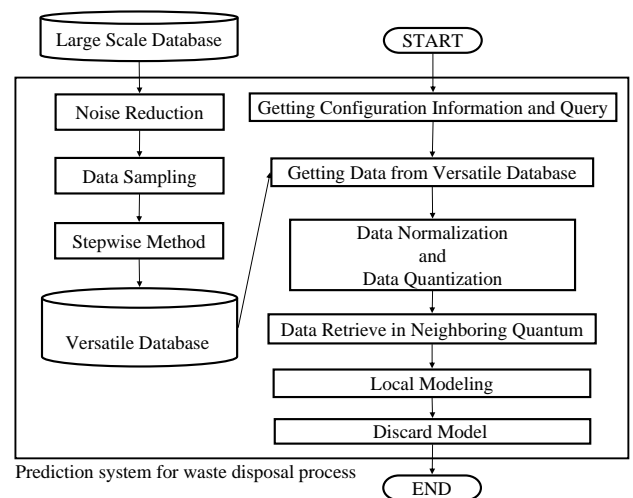 Large Scale Database
Noise Reduction
Data Sampling
Stepwise Method
Versatile Database
START
Getting Configuration Information and Query
Getting Data from Versatile Database
Data Normalization
and
Data Quantization
Data Retrieve in Neighboring Quantum
Local Modeling
Discard Model
END
Prediction system for waste disposal process